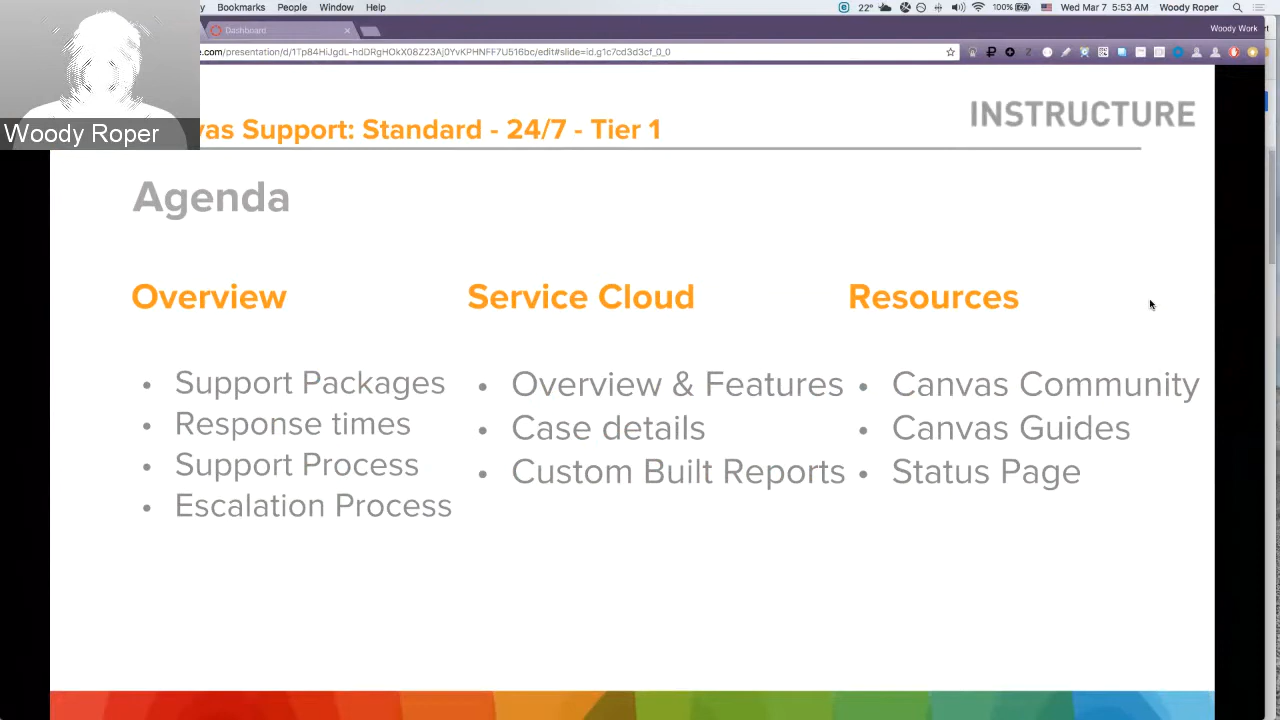 Bookmarks People Window Help
22° 100% Wed Mar 7 5:53 AM Woody Roper
Dashboard
Woody Work
Woody Roper
vas Support: Standard - 24/7 - Tier 1
INSTRUCTURE
Agenda
Overview
Support Packages
Response times
Support Process
Escalation Process
Service Cloud
Overview & Features
Case details
Custom Built Reports
Resources
Canvas Community
Canvas Guides
Status Page